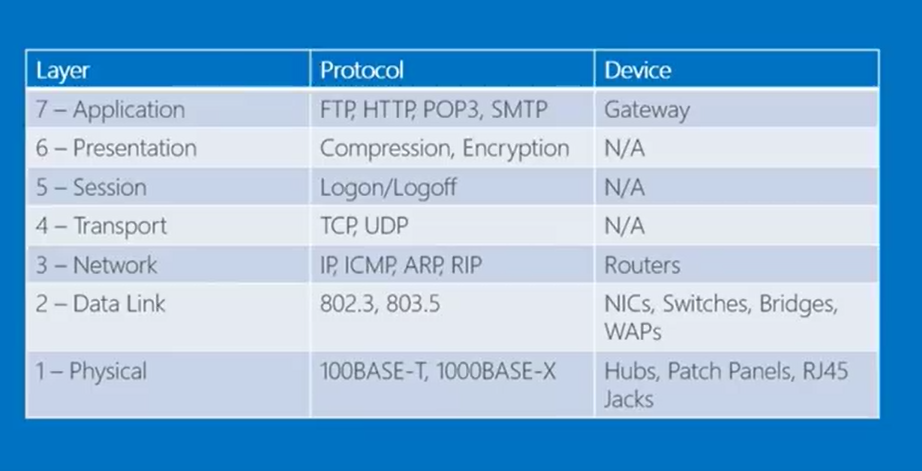 Layer Protocol Device
7 – Application FTP, HTTP, POP3, SMTP Gateway
6 – Presentation Compression, Encryption N/A
5 – Session Logon/Logoff N/A
4 – Transport TCP, UDP N/A
3 – Network IP, ICMP, ARP, RIP Routers
2 – Data Link 802.3, 803.5 NICs, Switches, Bridges,
WAPs
1 – Physical 100BASE-T, 1000BASE-X Hubs, Patch Panels, RJ45
Jacks